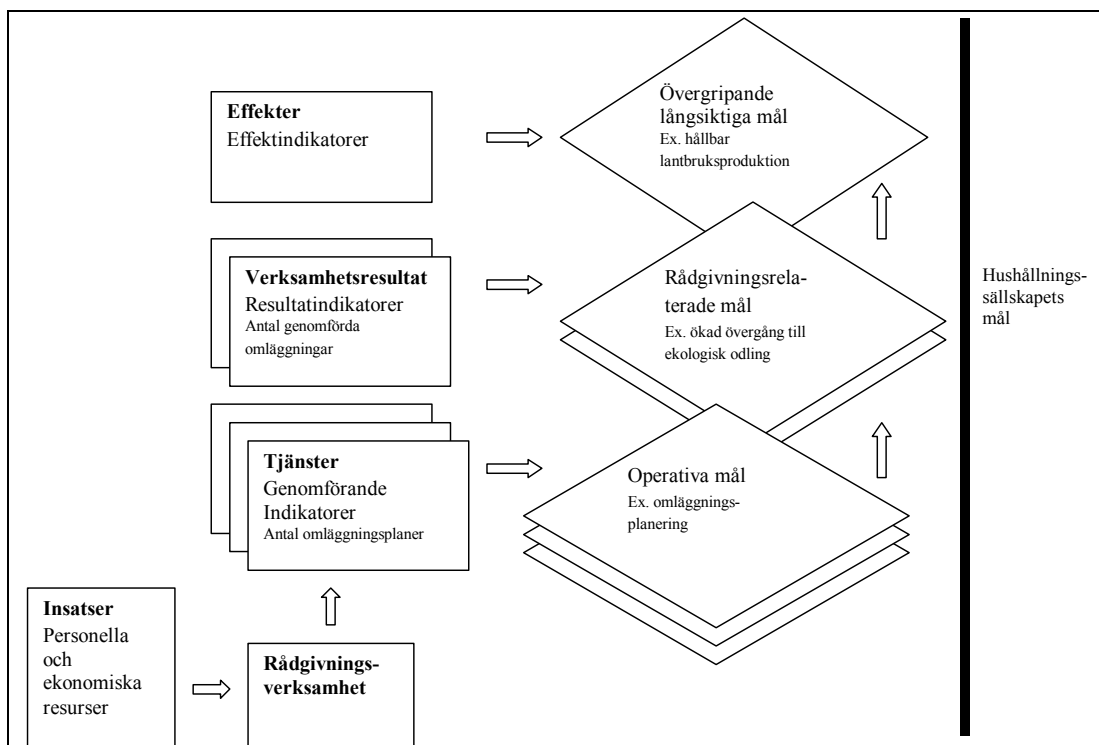 Effekter
Effektindikatorer
Övergripande
långsiktiga mål
Ex. hållbar
lantbruksproduktion
Verksamhetsresultat
Resultatindikatorer
Antal genomförda
omläggningar
Rådgivningsrela-
terade mål
Ex. ökad övergång till
ekologisk odling
Hushållnings-
sällskapets
mål
Tjänster
Genomförande
Indikatorer
Antal omläggningsplaner
Operativa mål
Ex. omläggnings-
planering
Insatser
Personella
och
ekonomiska
resurser
Rådgivnings-
verksamhet